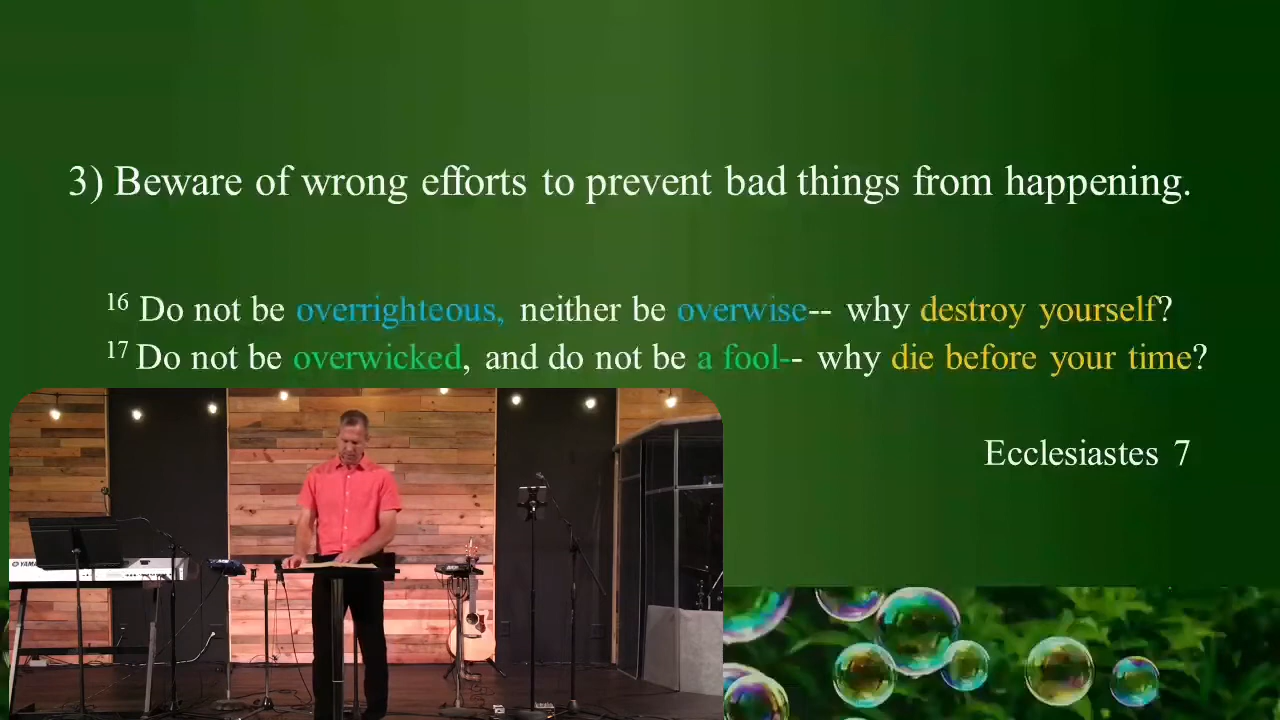 3) Beware of wrong efforts to prevent bad things from happening.
16 Do not be overrighteous, neither be overwise-- why destroy yourself?
17 Do not be overwicked, and do not be a fool-- why die before your time?
Ecclesiastes 7